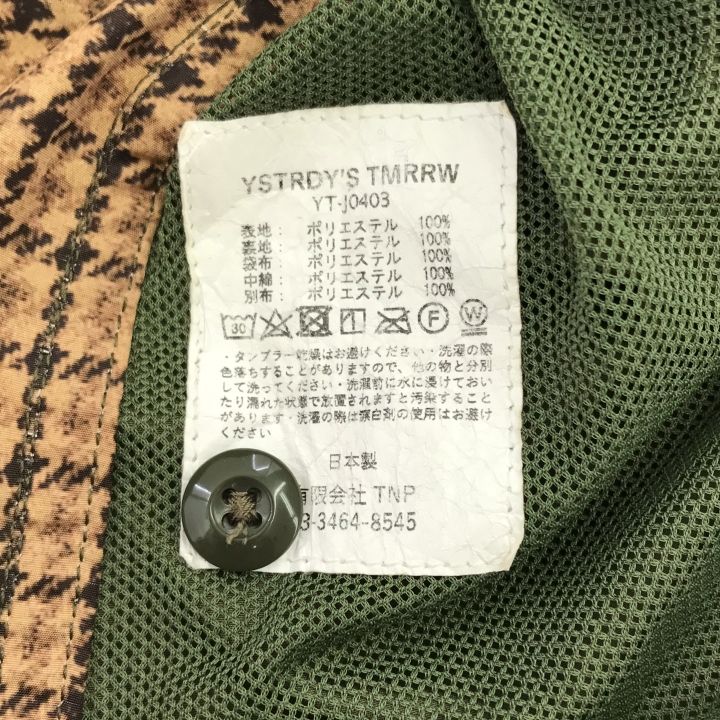 YSTRDY'S TMRRW
YT-J0403
表地: ポリエステル 100%
裏地: ポリエステル 100%
袋布: ポリエステル 100%
中綿: ポリエステル 100%
別布: ポリエステル 100%
30 F W
・タンブラー乾燥はお避けください・洗濯の際
色落ちすることがありますので、他の物と分別
して洗ってください・洗濯前に水に浸けておい
たり濡れた状態で放置されますと汚染すること
があります・洗濯の際は漂白剤の使用はお避け
ください
日本製
有限会社 TNP
3-3464-8545